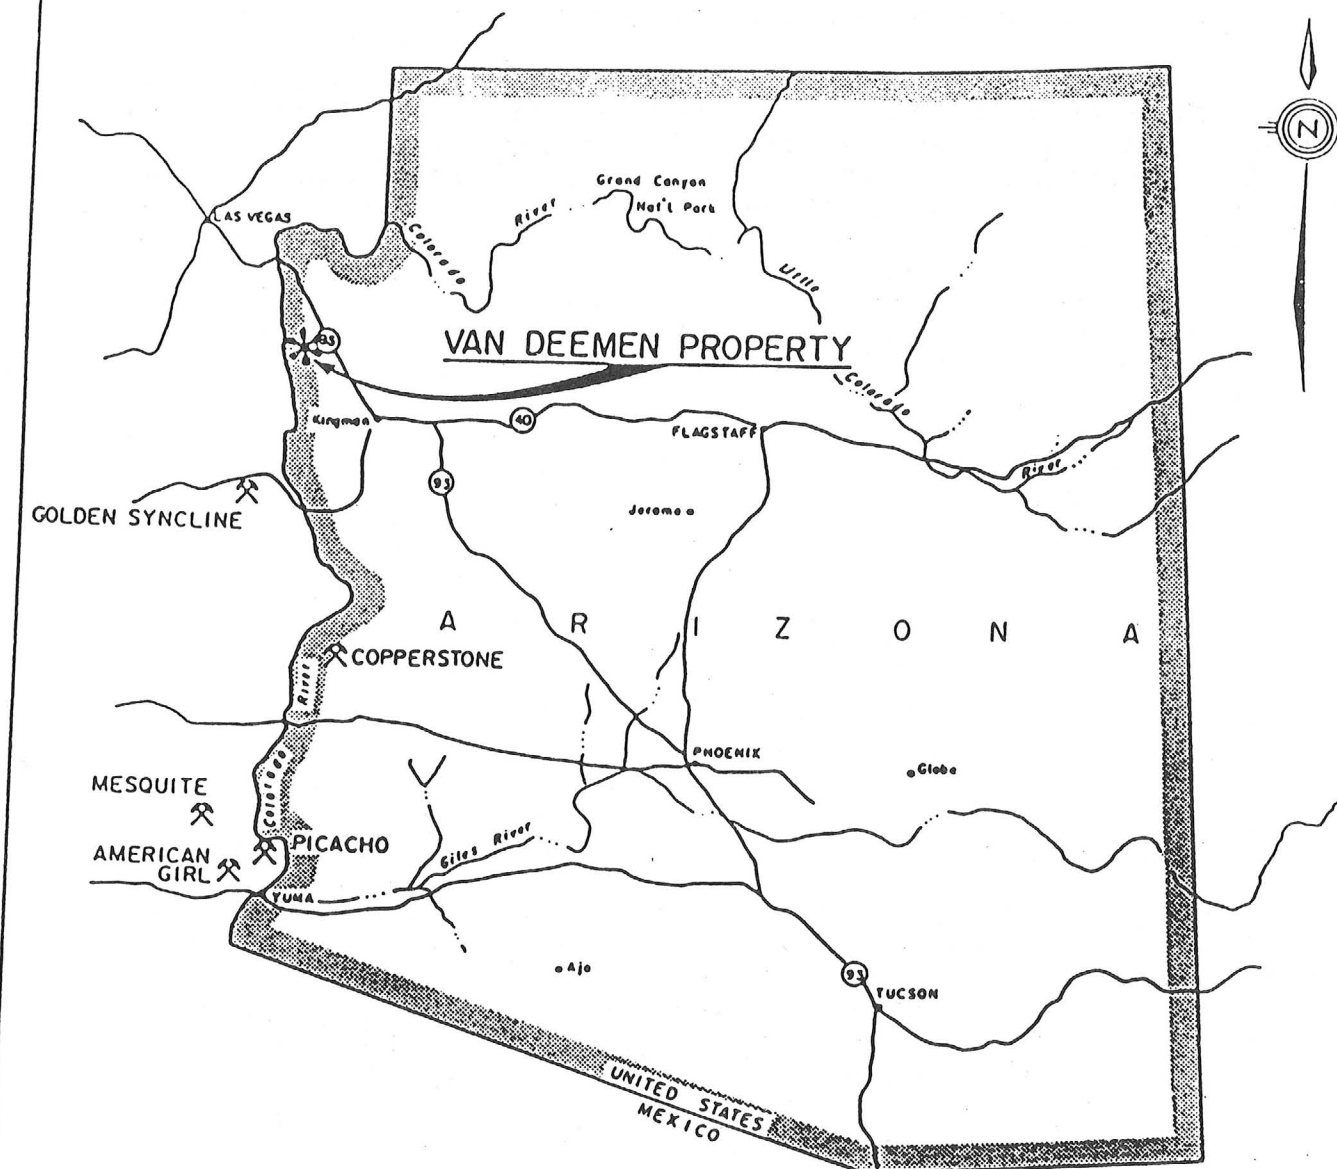 N
Grand Canyon
Nat'l Park
River
LAS VEGAS
Colorado
Little
VAN DEEMEN PROPERTY
93
Colorado
Kingman
40
FLAGSTAFF
River
93
GOLDEN SYNCLINE
Jerome
A R I Z O N A
COPPERSTONE
River
PHOENIX
Globe
MESQUITE
Colorado
PICACHO
Giles River
AMERICAN
GIRL
YUMA
Ajo
93
TUCSON
UNITED STATES
MEXICO